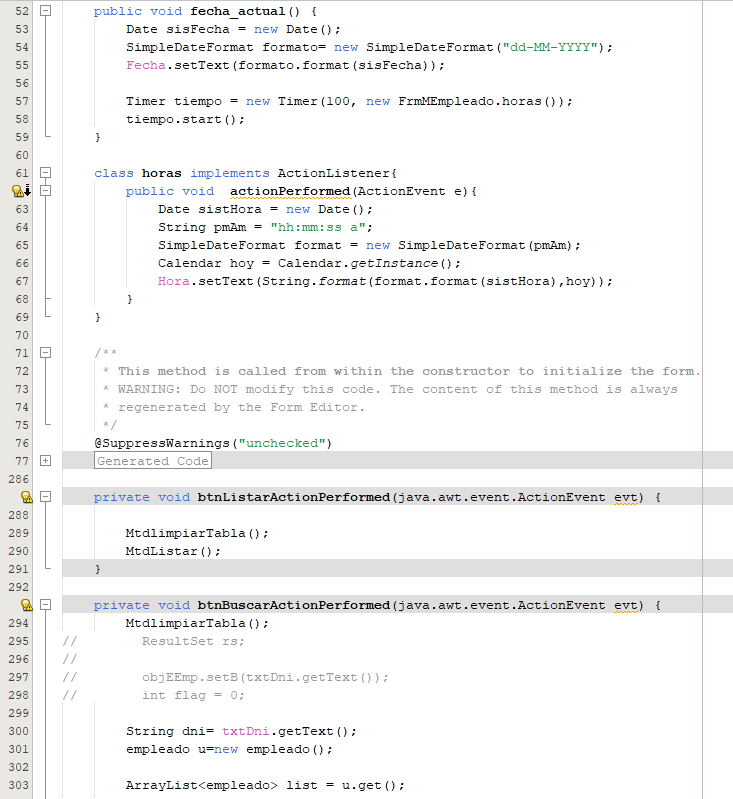 52 public void fecha_actual() {
53 Date sisFecha = new Date();
54 SimpleDateFormat formato= new SimpleDateFormat("dd-MM-YYYY");
55 Fecha.setText(formato.format(sisFecha));
56
57 Timer tiempo = new Timer(100, new FrmMEmpleado.horas());
58 tiempo.start();
59 }
60
61 class horas implements ActionListener{
public void  actionPerformed(ActionEvent e){
63 Date sistHora = new Date();
64 String pmAm = "hh:mm:ss a";
65 SimpleDateFormat format = new SimpleDateFormat(pmAm);
66 Calendar hoy = Calendar.getInstance();
67 Hora.setText(String.format(format.format(sistHora),hoy));
68 }
69 }
70
71 /**
72 * This method is called from within the constructor to initialize the form.
73 * WARNING: Do NOT modify this code. The content of this method is always
74 * regenerated by the Form Editor.
75 */
76 @SuppressWarnings("unchecked")
77 Generated Code
286
private void btnListarActionPerformed(java.awt.event.ActionEvent evt) {
288
289 MtdlimpiarTabla();
290 MtdListar();
291 }
292
private void btnBuscarActionPerformed(java.awt.event.ActionEvent evt) {
294 MtdlimpiarTabla();
295 // ResultSet rs;
296 //
297 // objEEmp.setB(txtDni.getText());
298 // int flag = 0;
299
300 String dni= txtDni.getText();
301 empleado u=new empleado();
302
303 ArrayList<empleado> list = u.get();